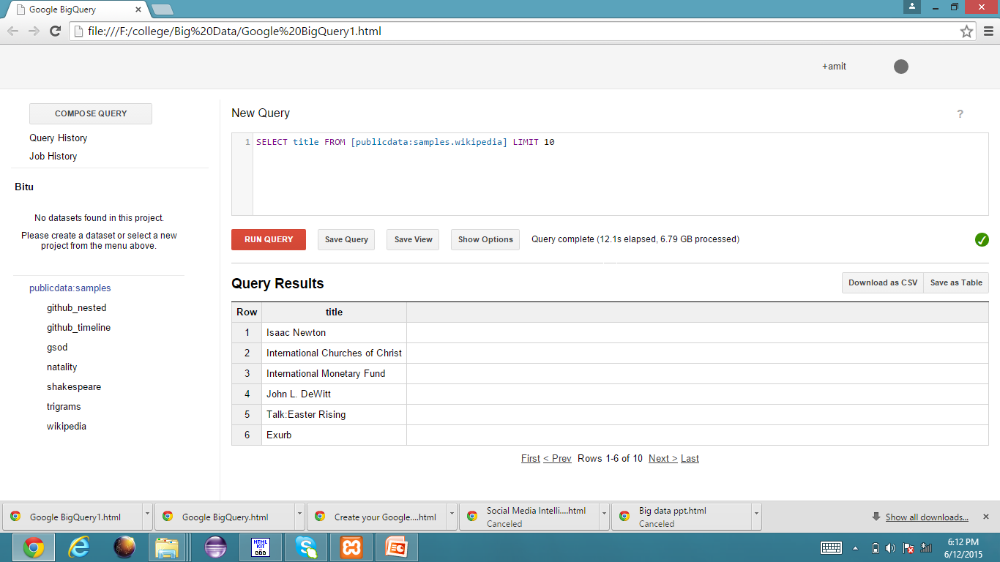 Google BigQuery
file:///F:/college/Big%20Data/Google%20BigQuery1.html
+amit
COMPOSE QUERY
Query History
Job History
Bitu
No datasets found in this project.
Please create a dataset or select a new
project from the menu above.
publicdata:samples
github_nested
github_timeline
gsod
natality
shakespeare
trigrams
wikipedia
New Query
?
1 SELECT title FROM [publicdata:samples.wikipedia] LIMIT 10
RUN QUERY Save Query Save View Show Options Query complete (12.1s elapsed, 6.79 GB processed)
Query Results
Download as CSV Save as Table
Row title
1 Isaac Newton
2 International Churches of Christ
3 International Monetary Fund
4 John L. DeWitt
5 Talk:Easter Rising
6 Exurb
First < Prev Rows 1-6 of 10 Next > Last
Google BigQuery1.html
Google BigQuery.html
Create your Google....html
Social Media Intelli....html
Canceled
Big data ppt.html
Canceled
Show all downloads...
HTML
KIT
6:12 PM
6/12/2015